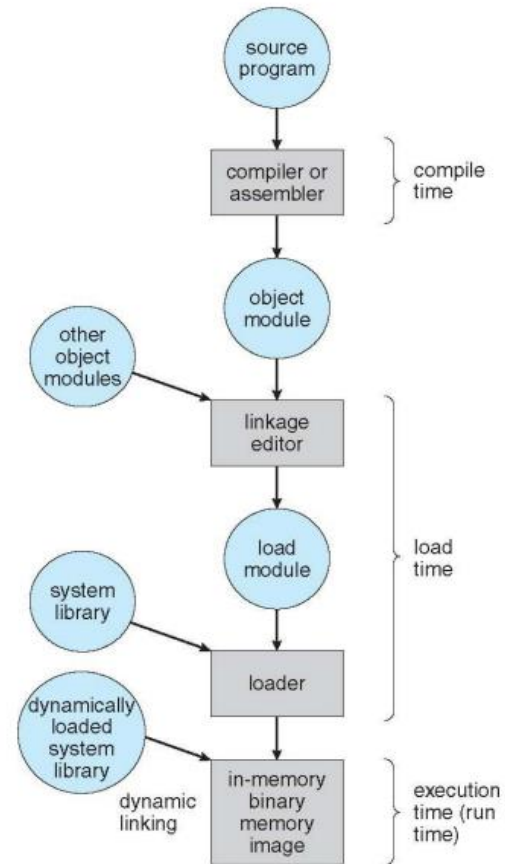 source
program
compiler or
assembler
compile
time
object
module
other
object
modules
linkage
editor
load
module
load
time
system
library
loader
dynamically
loaded
system
library
dynamic
linking
in-memory
binary
memory
image
execution
time (run
time)